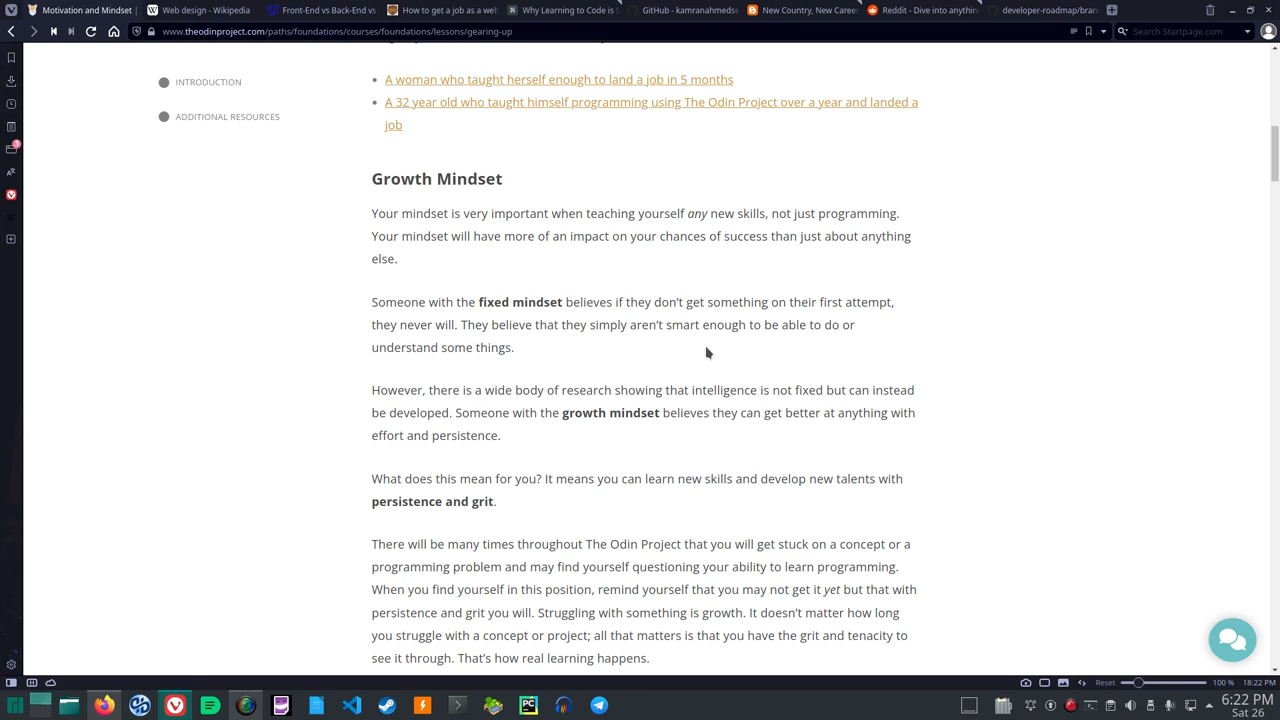 Motivation and Mindset
Web design - Wikipedia
Front-End vs Back-End vs
How to get a job as a web
Why Learning to Code is S
GitHub - kamranahmedse
New Country, New Career
Reddit - Dive into anythin
developer-roadmap/bran
www.theodinproject.com/paths/foundations/courses/foundations/lessons/gearing-up
Search Startpage.com
INTRODUCTION
ADDITIONAL RESOURCES
A woman who taught herself enough to land a job in 5 months
A 32 year old who taught himself programming using The Odin Project over a year and landed a
job
Growth Mindset
Your mindset is very important when teaching yourself any new skills, not just programming.
Your mindset will have more of an impact on your chances of success than just about anything
else.
Someone with the fixed mindset believes if they don’t get something on their first attempt,
they never will. They believe that they simply aren’t smart enough to be able to do or
understand some things.
However, there is a wide body of research showing that intelligence is not fixed but can instead
be developed. Someone with the growth mindset believes they can get better at anything with
effort and persistence.
What does this mean for you? It means you can learn new skills and develop new talents with
persistence and grit.
There will be many times throughout The Odin Project that you will get stuck on a concept or a
programming problem and may find yourself questioning your ability to learn programming.
When you find yourself in this position, remind yourself that you may not get it yet but that with
persistence and grit you will. Struggling with something is growth. It doesn’t matter how long
you struggle with a concept or project; all that matters is that you have the grit and tenacity to
see it through. That’s how real learning happens.
Reset
100 %
18:22 PM
6:22 PM
Sat 26